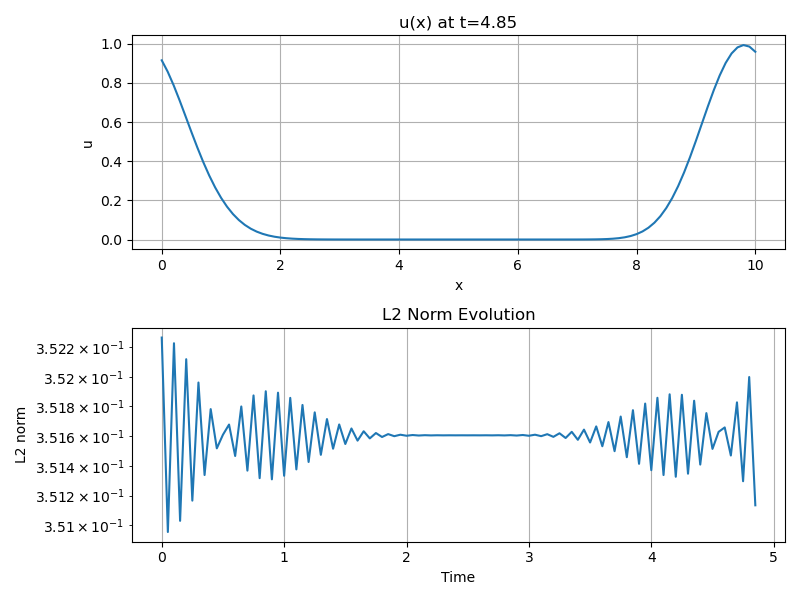 u(x) at t=4.85
1.0
0.8
0.6
0.4
0.2
0.0
u
0 2 4 6 8 10
x
L2 Norm Evolution
3.522 × 10⁻¹
3.52 × 10⁻¹
3.518 × 10⁻¹
3.516 × 10⁻¹
3.514 × 10⁻¹
3.512 × 10⁻¹
3.51 × 10⁻¹
L2 norm
0 1 2 3 4 5
Time